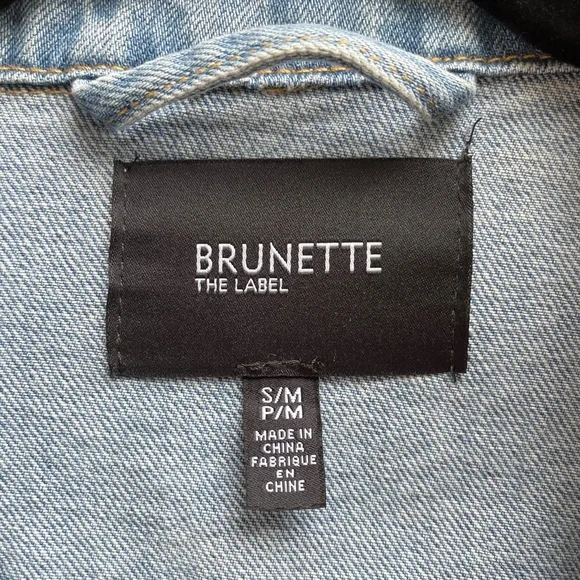 BRUNETTE
THE LABEL
S/M
P/M
MADE IN
CHINA
FABRIQUE
EN
CHINE